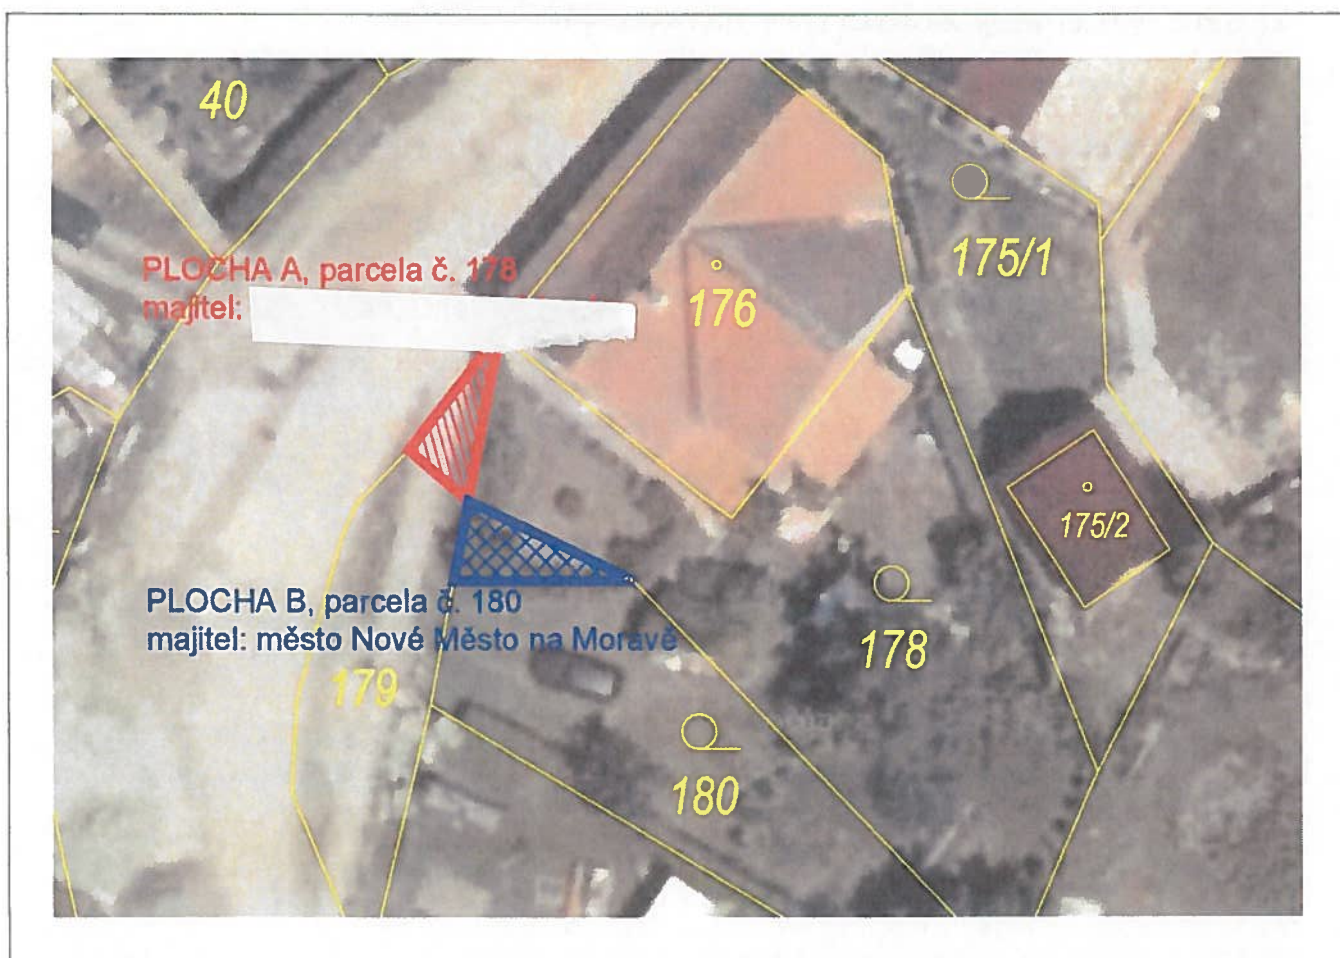 40
175/1
PLOCHA A, parcela č. 178
majitel:
176
175/2
PLOCHA B, parcela č. 180
majitel: město Nové Město na Moravě
178
179
180